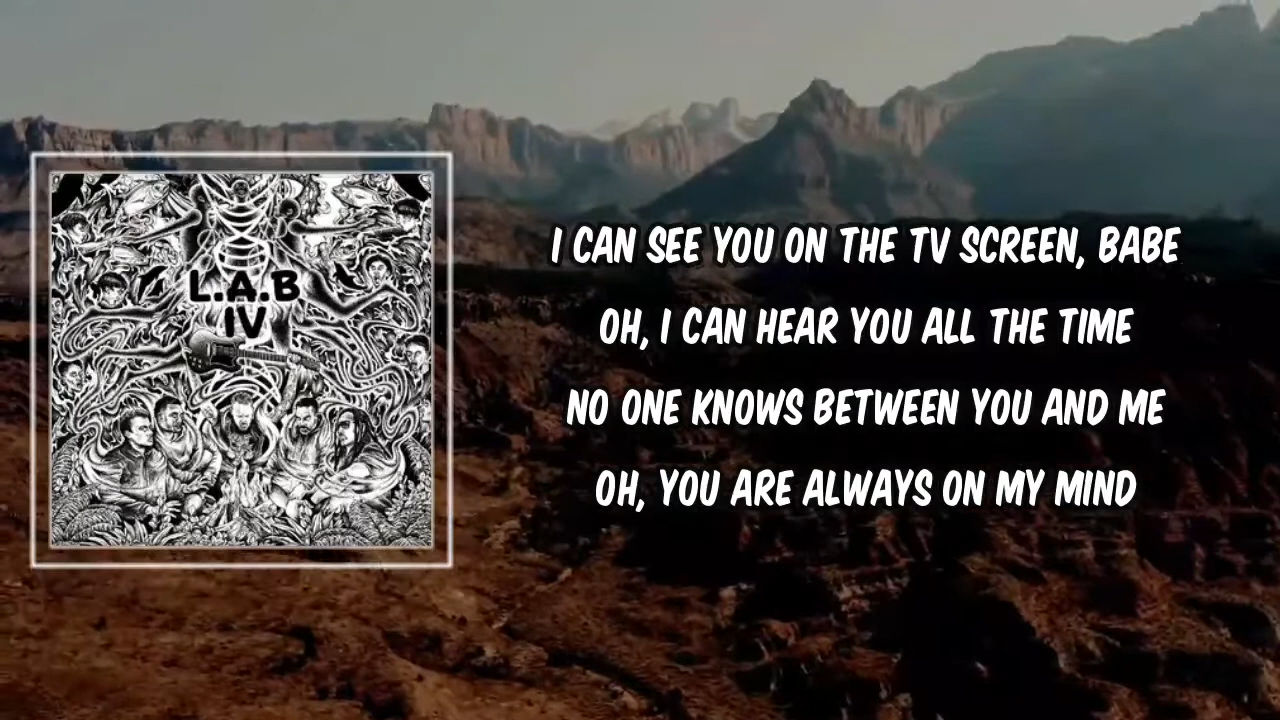 L.A.B
IV
I CAN SEE YOU ON THE TV SCREEN, BABE
OH, I CAN HEAR YOU ALL THE TIME
NO ONE KNOWS BETWEEN YOU AND ME
OH, YOU ARE ALWAYS ON MY MIND